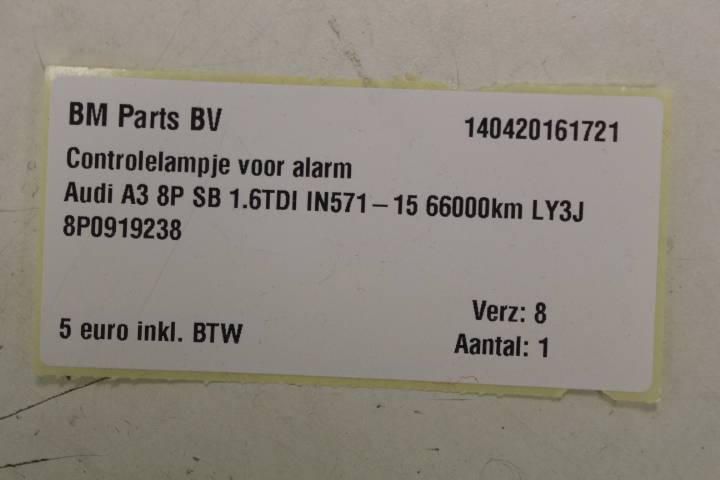 BM Parts BV 140420161721
Controlelampje voor alarm
Audi A3 8P SB 1.6TDI IN571-15 66000km LY3J
8P0919238
Verz: 8
5 euro inkl. BTW
Aantal: 1